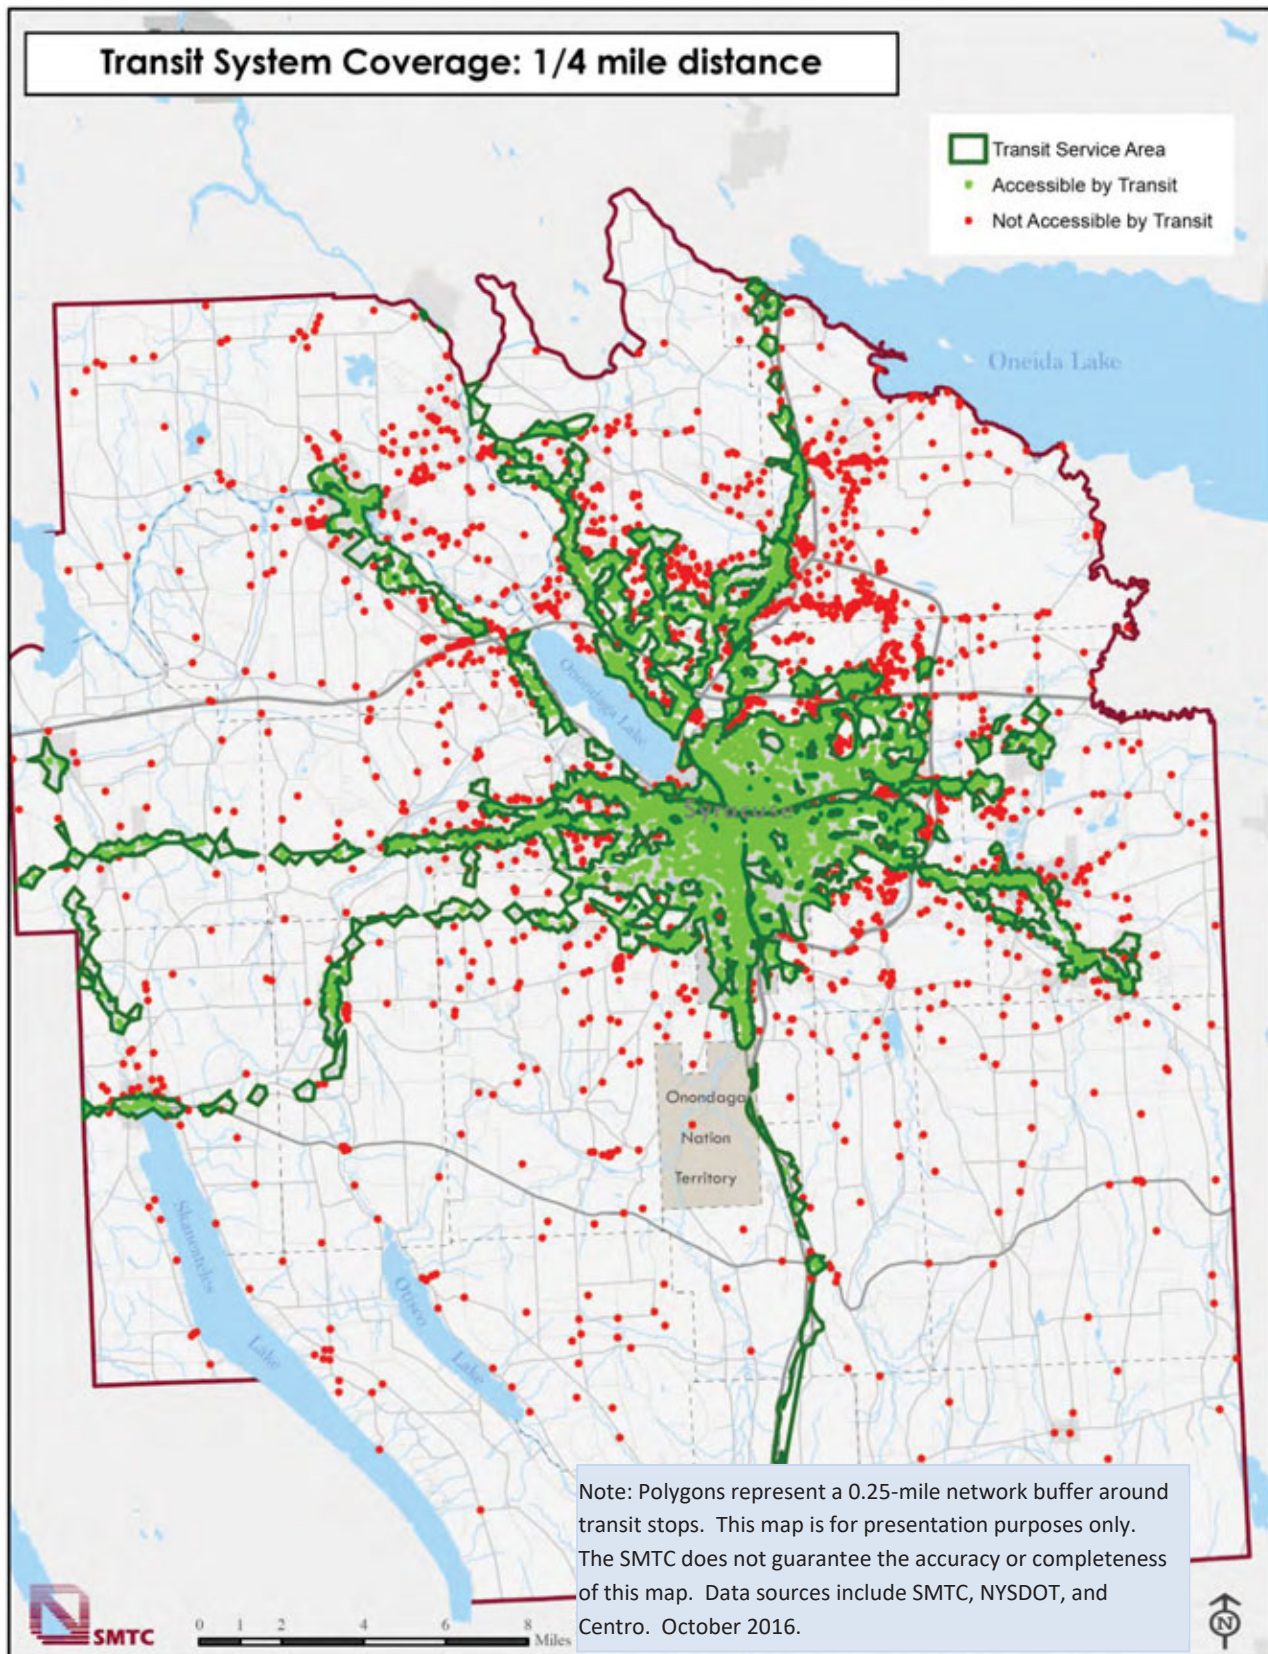 Transit System Coverage: 1/4 mile distance
Transit Service Area
Accessible by Transit
Not Accessible by Transit
Oneida Lake
Onondaga Lake
Syracuse
Onondaga
Nation
Territory
Skaneateles
Lake
Otisco
Lake
Note: Polygons represent a 0.25-mile network buffer around
transit stops.  This map is for presentation purposes only.
The SMTC does not guarantee the accuracy or completeness
of this map.  Data sources include SMTC, NYSDOT, and
Centro.  October 2016.
SMTC
0 1 2 4 6 8
Miles
N